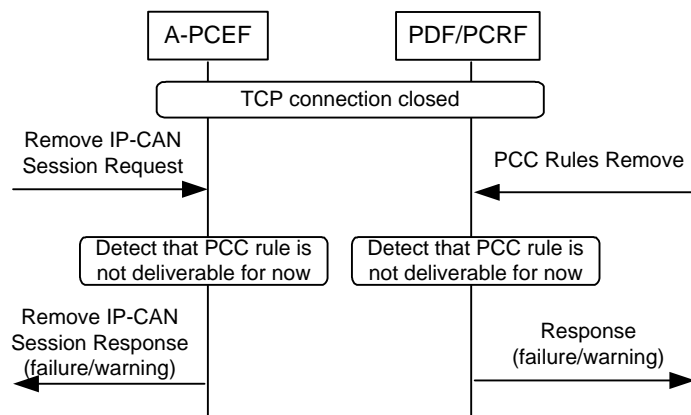 A-PCEF
PDF/PCRF
TCP connection closed
Remove IP-CAN
Session Request
PCC Rules Remove
Detect that PCC rule is
not deliverable for now
Detect that PCC rule is
not deliverable for now
Remove IP-CAN
Session Response
(failure/warning)
Response
(failure/warning)